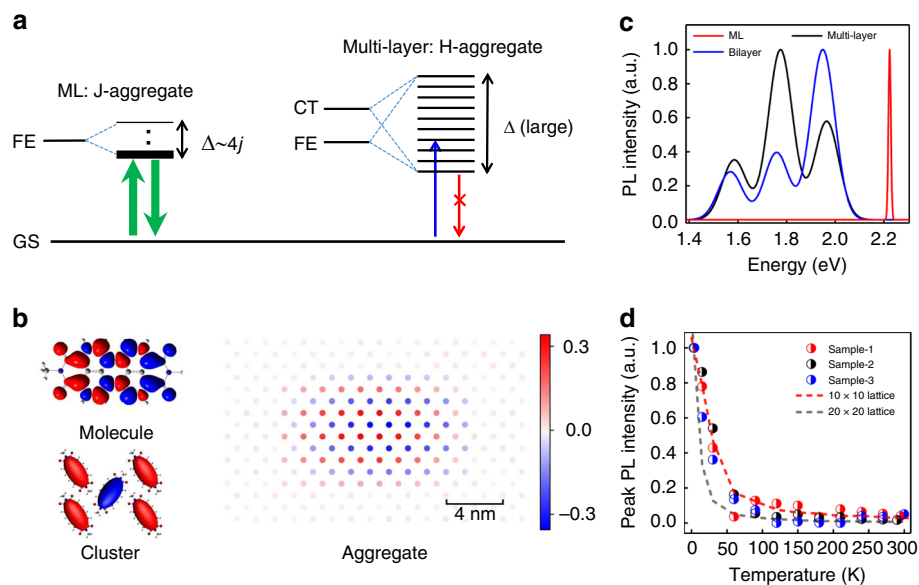 a
ML: J-aggregate
FE
Δ~4j
GS
Multi-layer: H-aggregate
CT
FE
Δ (large)
b
Molecule
Cluster
Aggregate
4 nm
0.3
0.0
−0.3
c
ML
Multi-layer
Bilayer
PL intensity (a.u.)
1.0
0.8
0.6
0.4
0.2
0.0
1.4 1.6 1.8 2.0 2.2
Energy (eV)
d
Sample-1
Sample-2
Sample-3
10 × 10 lattice
20 × 20 lattice
Peak PL intensity (a.u.)
1.0
0.8
0.6
0.4
0.2
0.0
0 50 100 150 200 250 300
Temperature (K)